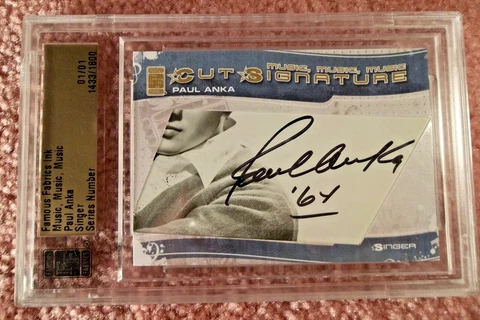 MUSIC, MUSIC, MUSIC
CUT SIGNATURE
PAUL ANKA
Paul Anka
'64
SINGER
Famous Fabrics Ink
Music, Music, Music
Paul Anka
Singer
Series Number
01/01
1433/1800